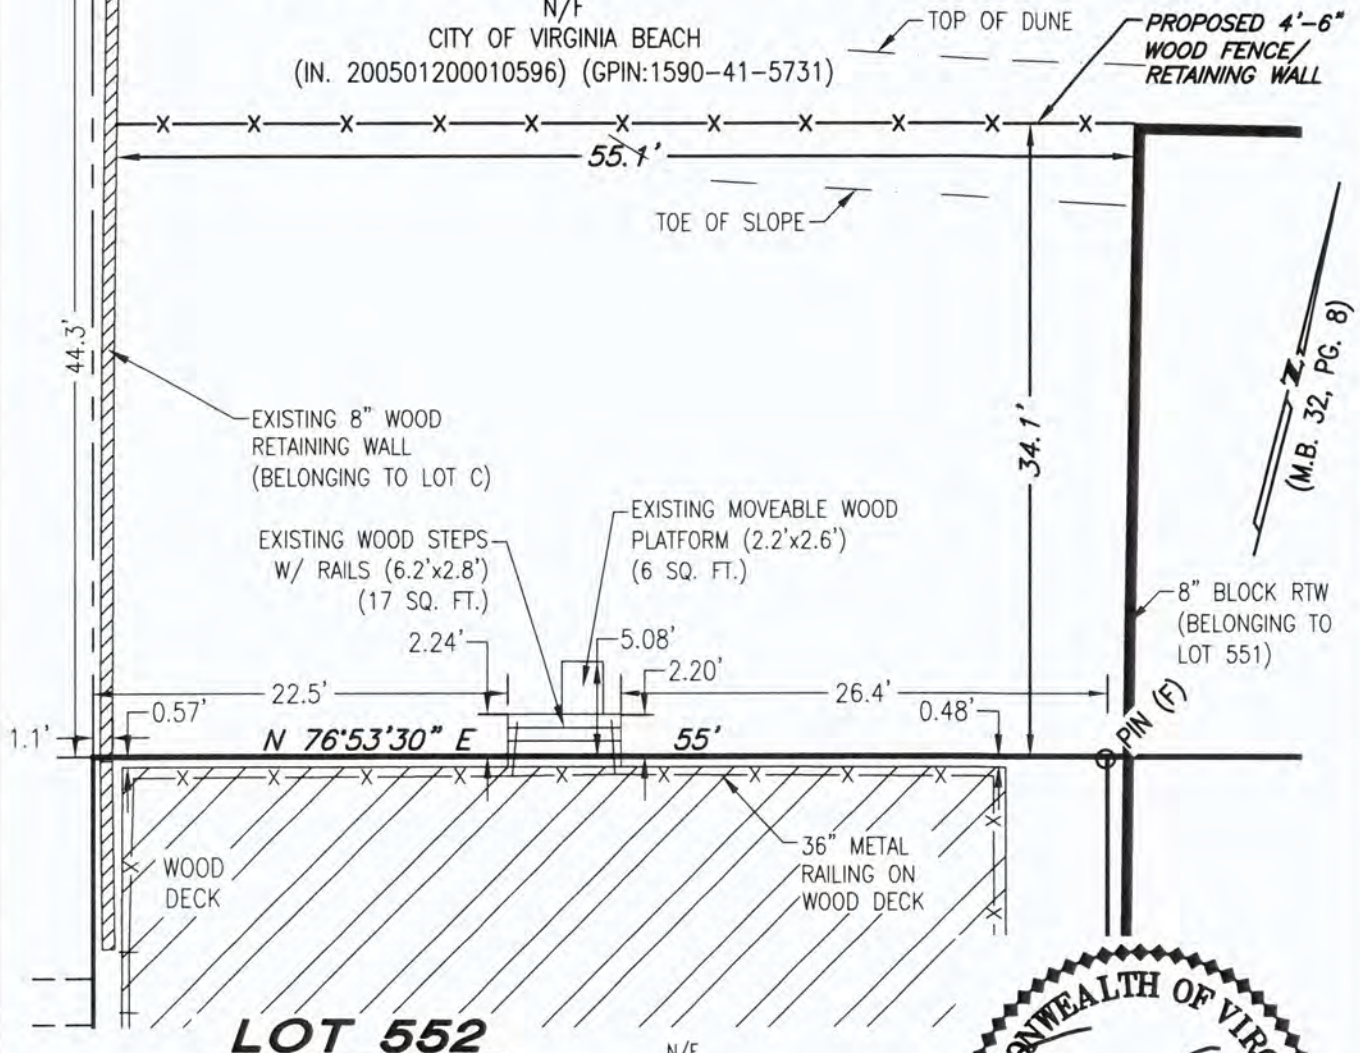 N/F
CITY OF VIRGINIA BEACH
(IN. 200501200010596) (GPIN:1590-41-5731)
TOP OF DUNE
PROPOSED 4'-6"
WOOD FENCE/
RETAINING WALL
55.1'
TOE OF SLOPE
44.3'
34.1'
N
(M.B. 32, PG. 8)
EXISTING 8" WOOD
RETAINING WALL
(BELONGING TO LOT C)
EXISTING WOOD STEPS
W/ RAILS (6.2'x2.8')
(17 SQ. FT.)
EXISTING MOVEABLE WOOD
PLATFORM (2.2'x2.6')
(6 SQ. FT.)
8" BLOCK RTW
(BELONGING TO
LOT 551)
2.24'
5.08'
2.20'
22.5'
26.4'
0.57'
0.48'
1.1'
N 76°53'30" E
55'
PIN (F)
WOOD
DECK
36" METAL
RAILING ON
WOOD DECK
LOT 552
N/F
OF